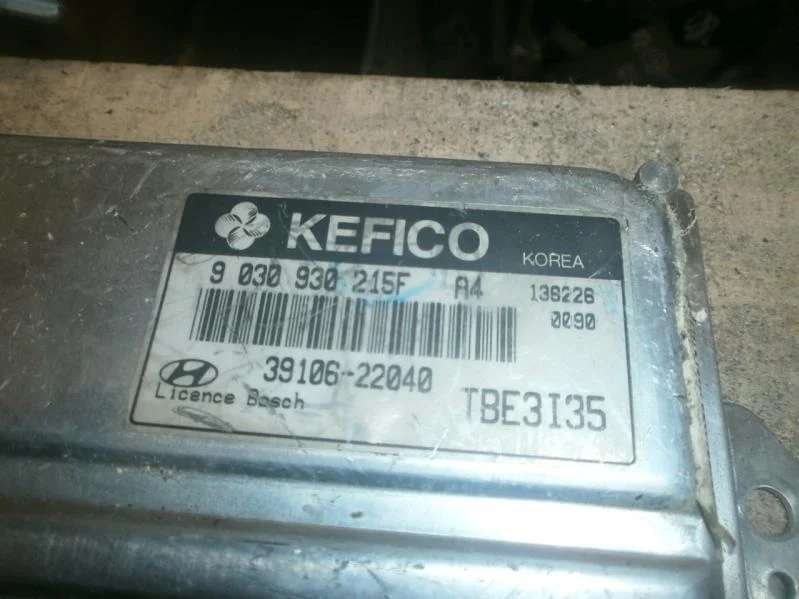 KEFICO KOREA
9 030 930 215F A4 138226
0090
39106-22040
Licence Bosch TBE3I35